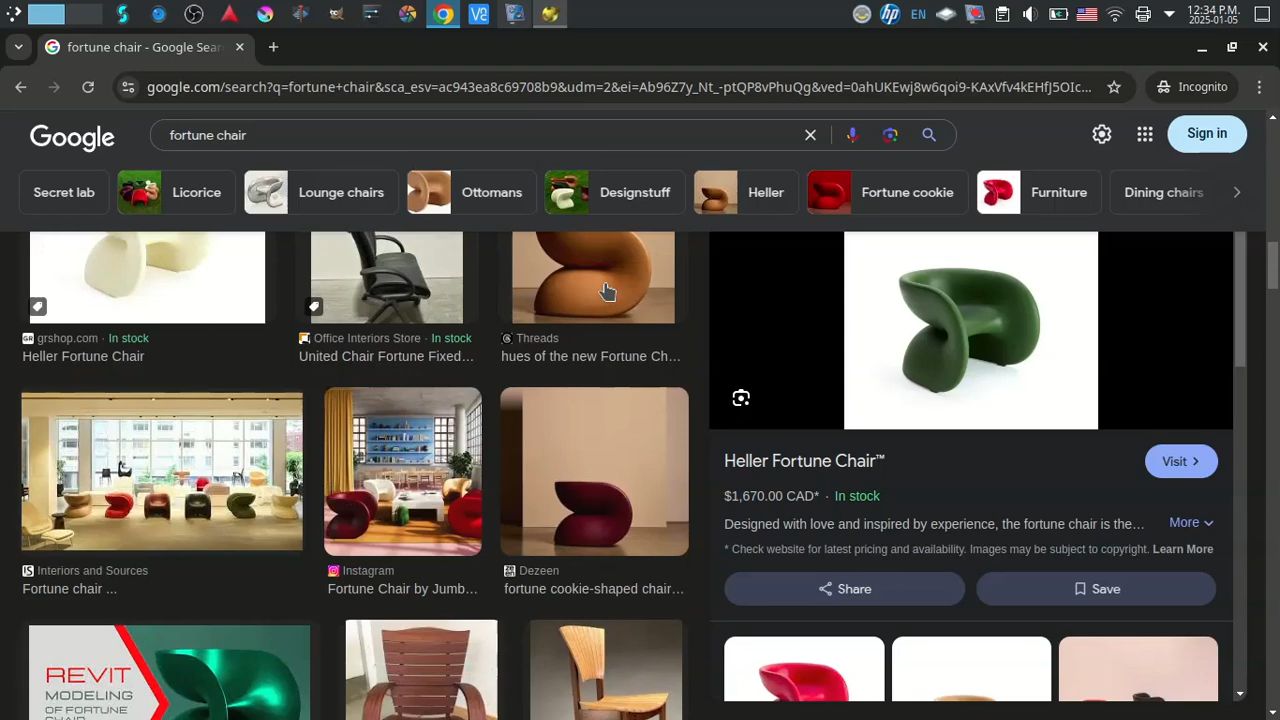 EN
12:34 P.M.
2025-01-05
fortune chair - Google Sear
google.com/search?q=fortune+chair&sca_esv=ac943ea8c69708b9&udm=2&ei=Ab96Z7y_Nt_-ptQP8vPhuQg&ved=0ahUKEwj8w6qoi9-KAxVfv4kEHfJ5OIc...
Incognito
Google
fortune chair
Sign in
Secret lab
Licorice
Lounge chairs
Ottomans
Designstuff
Heller
Fortune cookie
Furniture
Dining chairs
grshop.com · In stock
Heller Fortune Chair
Office Interiors Store · In stock
United Chair Fortune Fixed...
Threads
hues of the new Fortune Ch...
Interiors and Sources
Fortune chair ...
Instagram
Fortune Chair by Jumb...
Dezeen
fortune cookie-shaped chair...
REVIT
MODELING
OF FORTUNE
CHAIR
Heller Fortune Chair™
Visit
$1,670.00 CAD* · In stock
Designed with love and inspired by experience, the fortune chair is the...
More
* Check website for latest pricing and availability. Images may be subject to copyright. Learn More
Share
Save